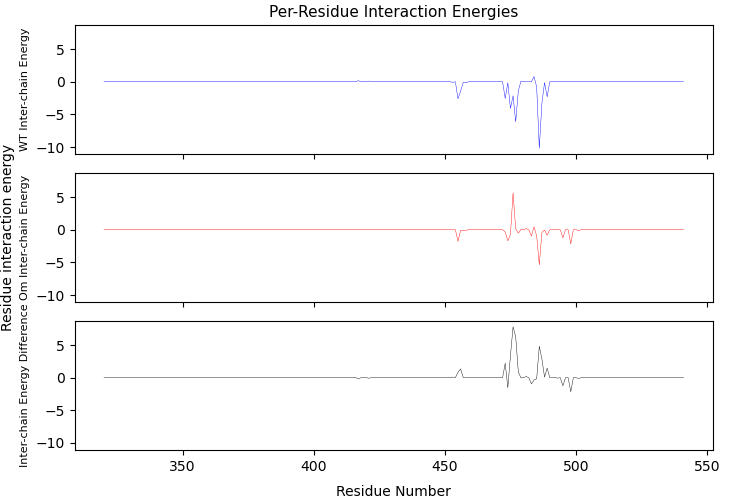 Per-Residue Interaction Energies
Residue interaction energy
WT Inter-chain Energy
5
0
−5
−10
Om Inter-chain Energy
5
0
−5
−10
Inter-chain Energy Difference
5
0
−5
−10
350
400
450
500
550
Residue Number